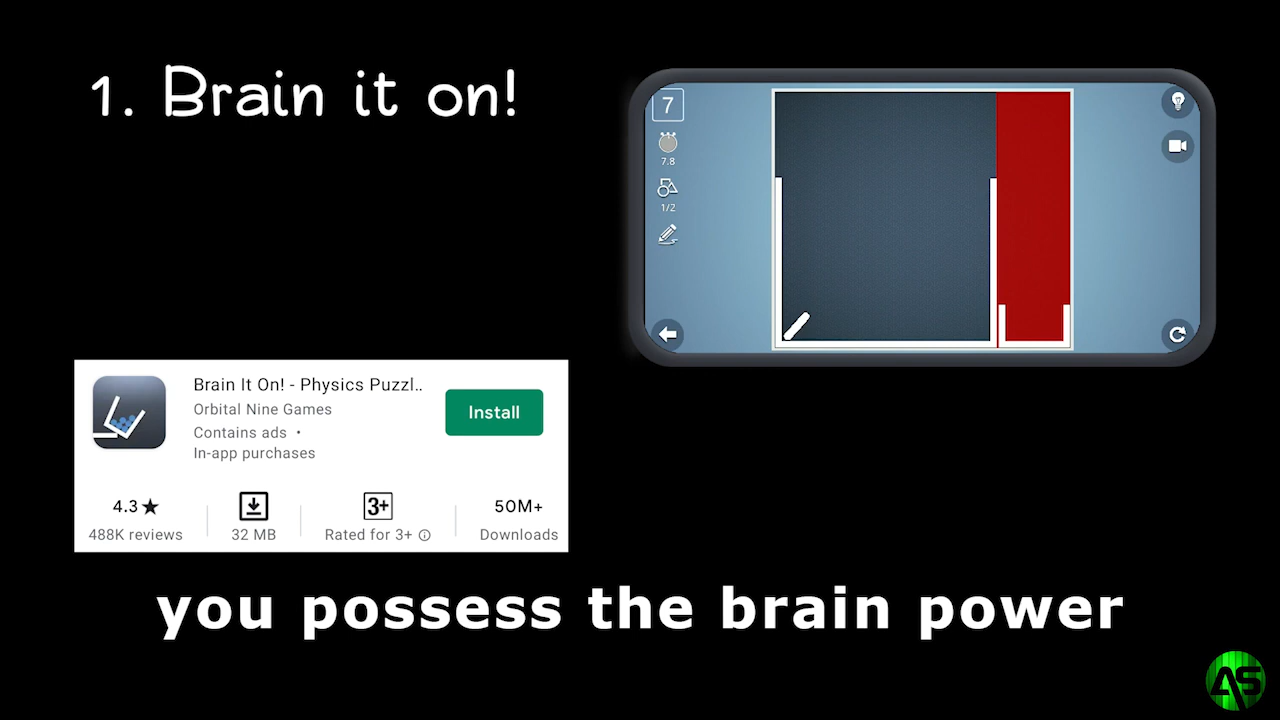 1. Brain it on!
7
7.8
1/2
Brain It On! - Physics Puzzl..
Orbital Nine Games
Contains ads •
In-app purchases
Install
4.3★
488K reviews
32 MB
3+
Rated for 3+
50M+
Downloads
you possess the brain power
AS